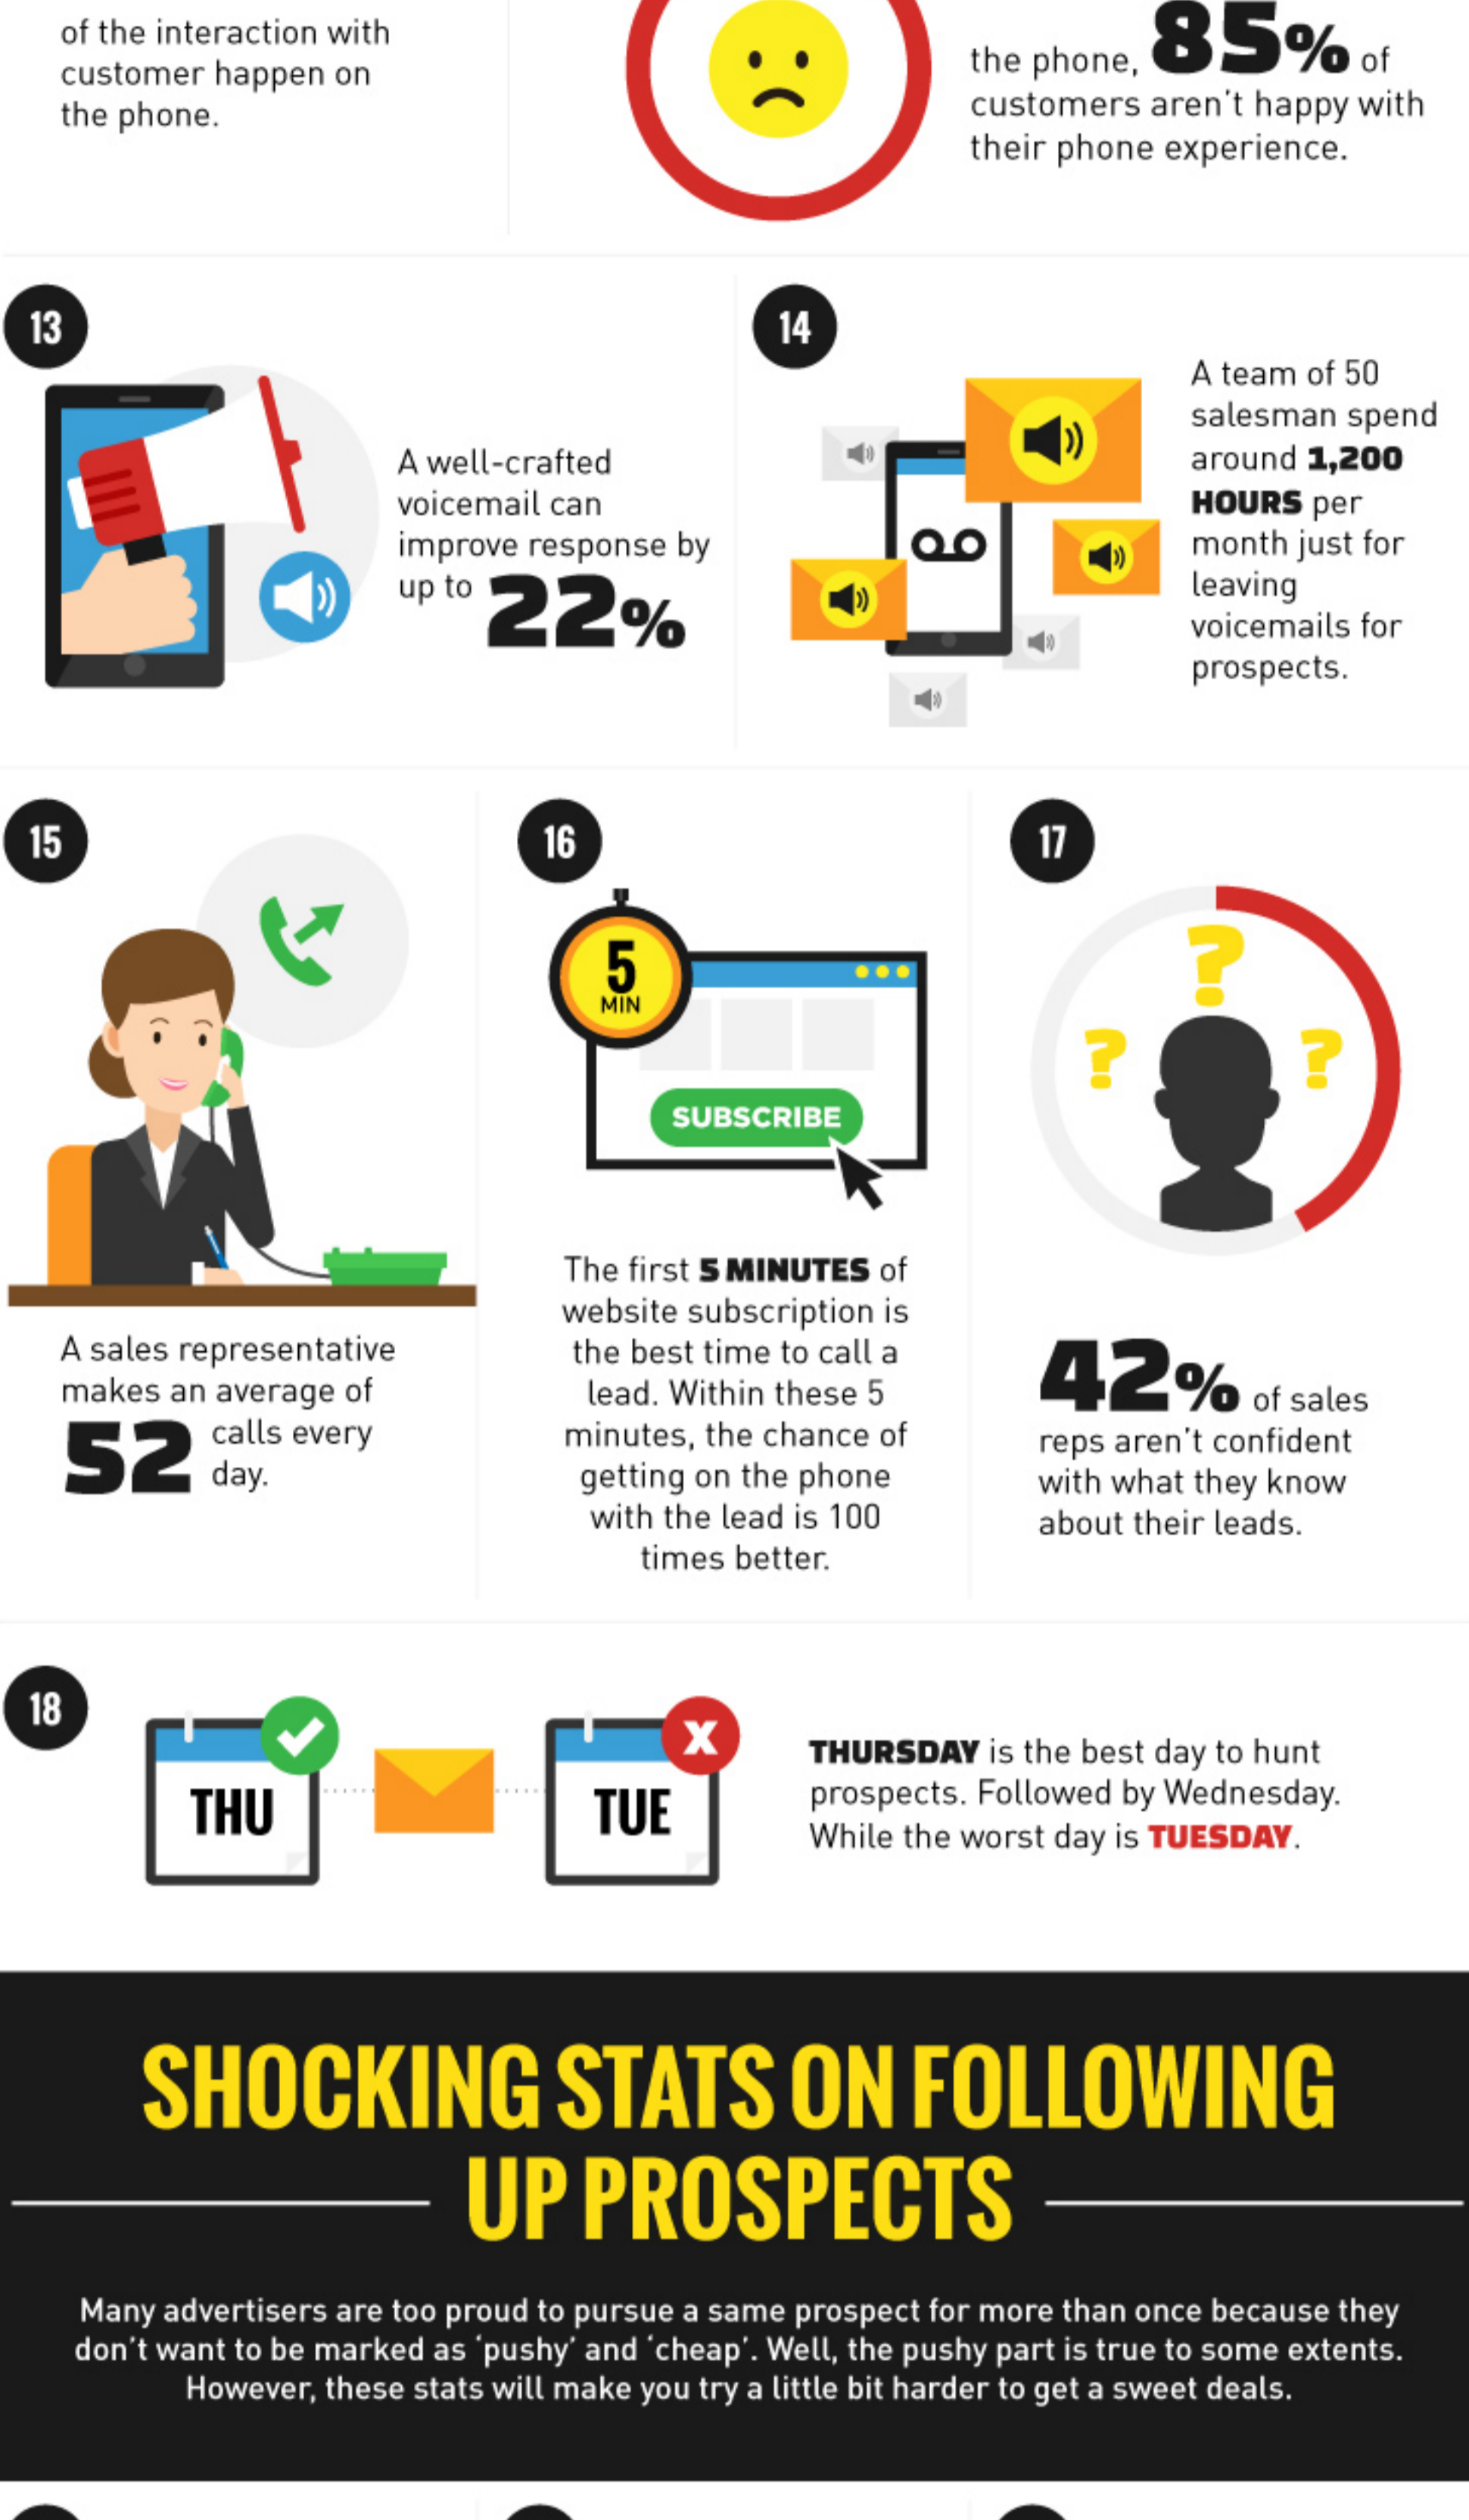 of the interaction with
customer happen on
the phone.
the phone, 85% of
customers aren't happy with
their phone experience.
13
A well-crafted
voicemail can
improve response by
up to 22%
14
A team of 50
salesman spend
around 1,200
HOURS per
month just for
leaving
voicemails for
prospects.
15
A sales representative
makes an average of
52 calls every
day.
16
5
MIN
SUBSCRIBE
The first 5 MINUTES of
website subscription is
the best time to call a
lead. Within these 5
minutes, the chance of
getting on the phone
with the lead is 100
times better.
17
? ? ?
42% of sales
reps aren't confident
with what they know
about their leads.
18
THU
TUE
X
THURSDAY is the best day to hunt
prospects. Followed by Wednesday.
While the worst day is TUESDAY.
SHOCKING STATS ON FOLLOWING
UP PROSPECTS
Many advertisers are too proud to pursue a same prospect for more than once because they
don't want to be marked as ‘pushy’ and ‘cheap’. Well, the pushy part is true to some extents.
However, these stats will make you try a little bit harder to get a sweet deals.